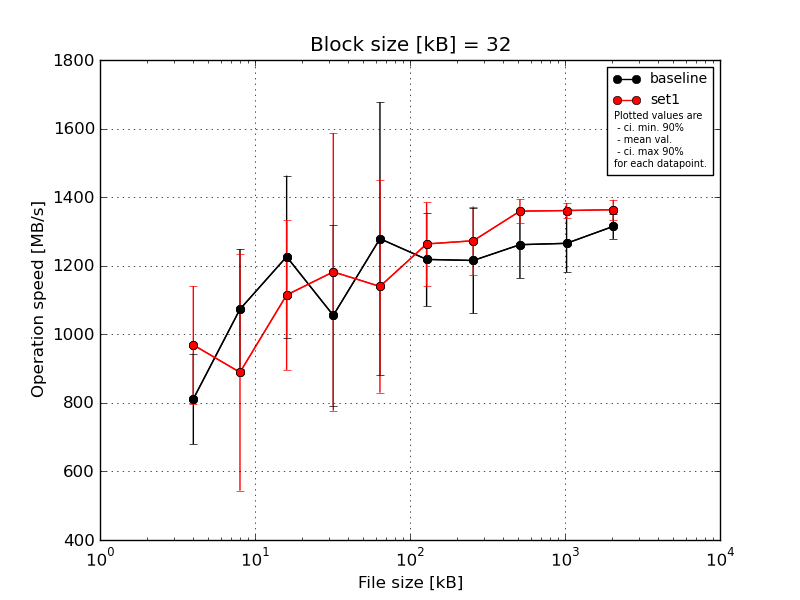 Block size [kB] = 32
1800
1600
1400
1200
1000
800
600
400
Operation speed [MB/s]
baseline
set1
Plotted values are
- ci. min. 90%
- mean val.
- ci. max 90%
for each datapoint.
10^0 10^1 10^2 10^3 10^4
File size [kB]